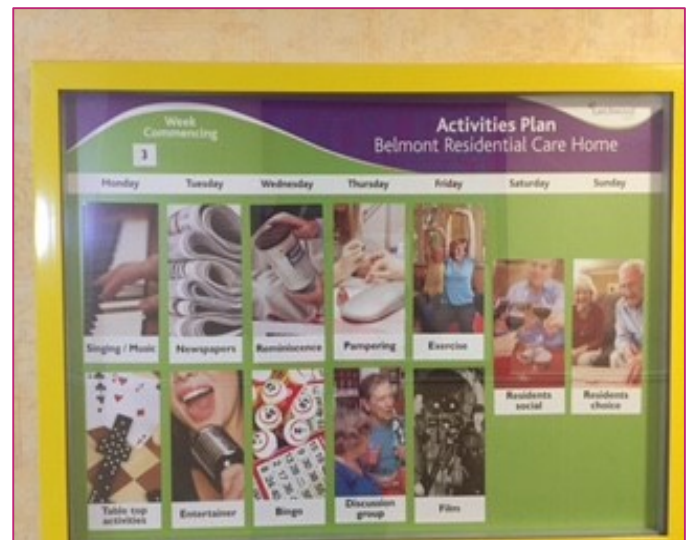 Week
Commencing
3
Activities Plan
Belmont Residential Care Home
Monday Tuesday Wednesday Thursday Friday Saturday Sunday
Singing / Music Newspapers Reminiscence Pampering Exercise
Residents social
Residents choice
Table top activities
Entertainer
Bingo
Discussion group
Film